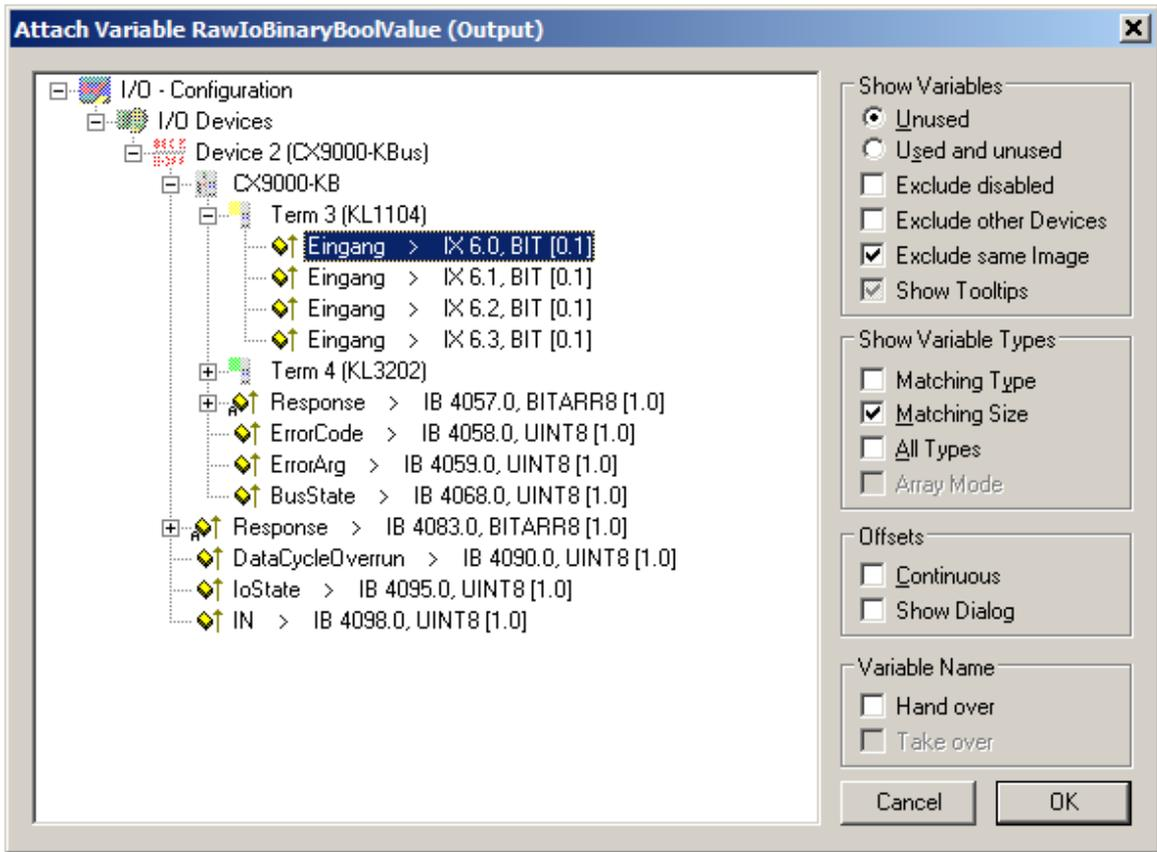 Attach Variable RawIoBinaryBoolValue (Output)
I/O - Configuration
I/O Devices
Device 2 (CX9000-KBus)
CX9000-KB
Term 3 (KL1104)
Eingang > IX 6.0, BIT [0.1]
Eingang > IX 6.1, BIT [0.1]
Eingang > IX 6.2, BIT [0.1]
Eingang > IX 6.3, BIT [0.1]
Term 4 (KL3202)
Response > IB 4057.0, BITARR8 [1.0]
ErrorCode > IB 4058.0, UINT8 [1.0]
ErrorArg > IB 4059.0, UINT8 [1.0]
BusState > IB 4068.0, UINT8 [1.0]
Response > IB 4083.0, BITARR8 [1.0]
DataCycleOverrun > IB 4090.0, UINT8 [1.0]
IoState > IB 4095.0, UINT8 [1.0]
IN > IB 4098.0, UINT8 [1.0]
Show Variables
Unused
Used and unused
Exclude disabled
Exclude other Devices
Exclude same Image
Show Tooltips
Show Variable Types
Matching Type
Matching Size
All Types
Array Mode
Offsets
Continuous
Show Dialog
Variable Name
Hand over
Take over
Cancel
OK